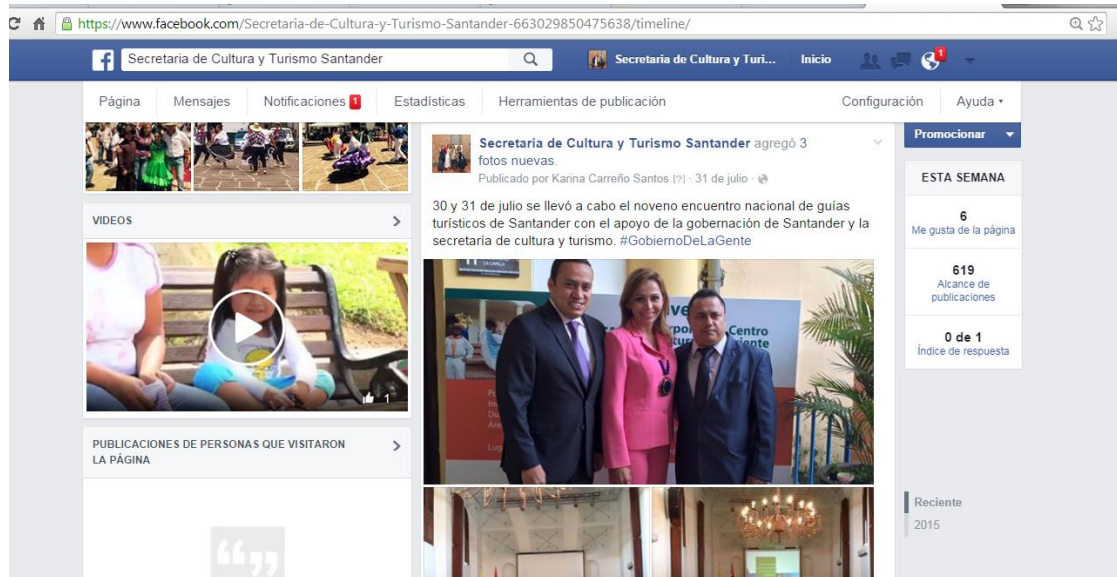 https://www.facebook.com/Secretaria-de-Cultura-y-Turismo-Santander-663029850475638/timeline/
Secretaria de Cultura y Turismo Santander
Secretaria de Cultura y Turi...
Inicio
1
Página
Mensajes
Notificaciones 1
Estadísticas
Herramientas de publicación
Configuración
Ayuda
VIDEOS
1
PUBLICACIONES DE PERSONAS QUE VISITARON
LA PÁGINA
Secretaria de Cultura y Turismo Santander agregó 3
fotos nuevas.
Publicado por Karina Carreño Santos [?] · 31 de julio ·
30 y 31 de julio se llevó a cabo el noveno encuentro nacional de guías
turísticos de Santander con el apoyo de la gobernación de Santander y la
secretaría de cultura y turismo. #GobiernoDeLaGente
LA CAPILLA
Centro
Promocionar
ESTA SEMANA
6
Me gusta de la página
619
Alcance de
publicaciones
0 de 1
Índice de respuesta
Reciente
2015